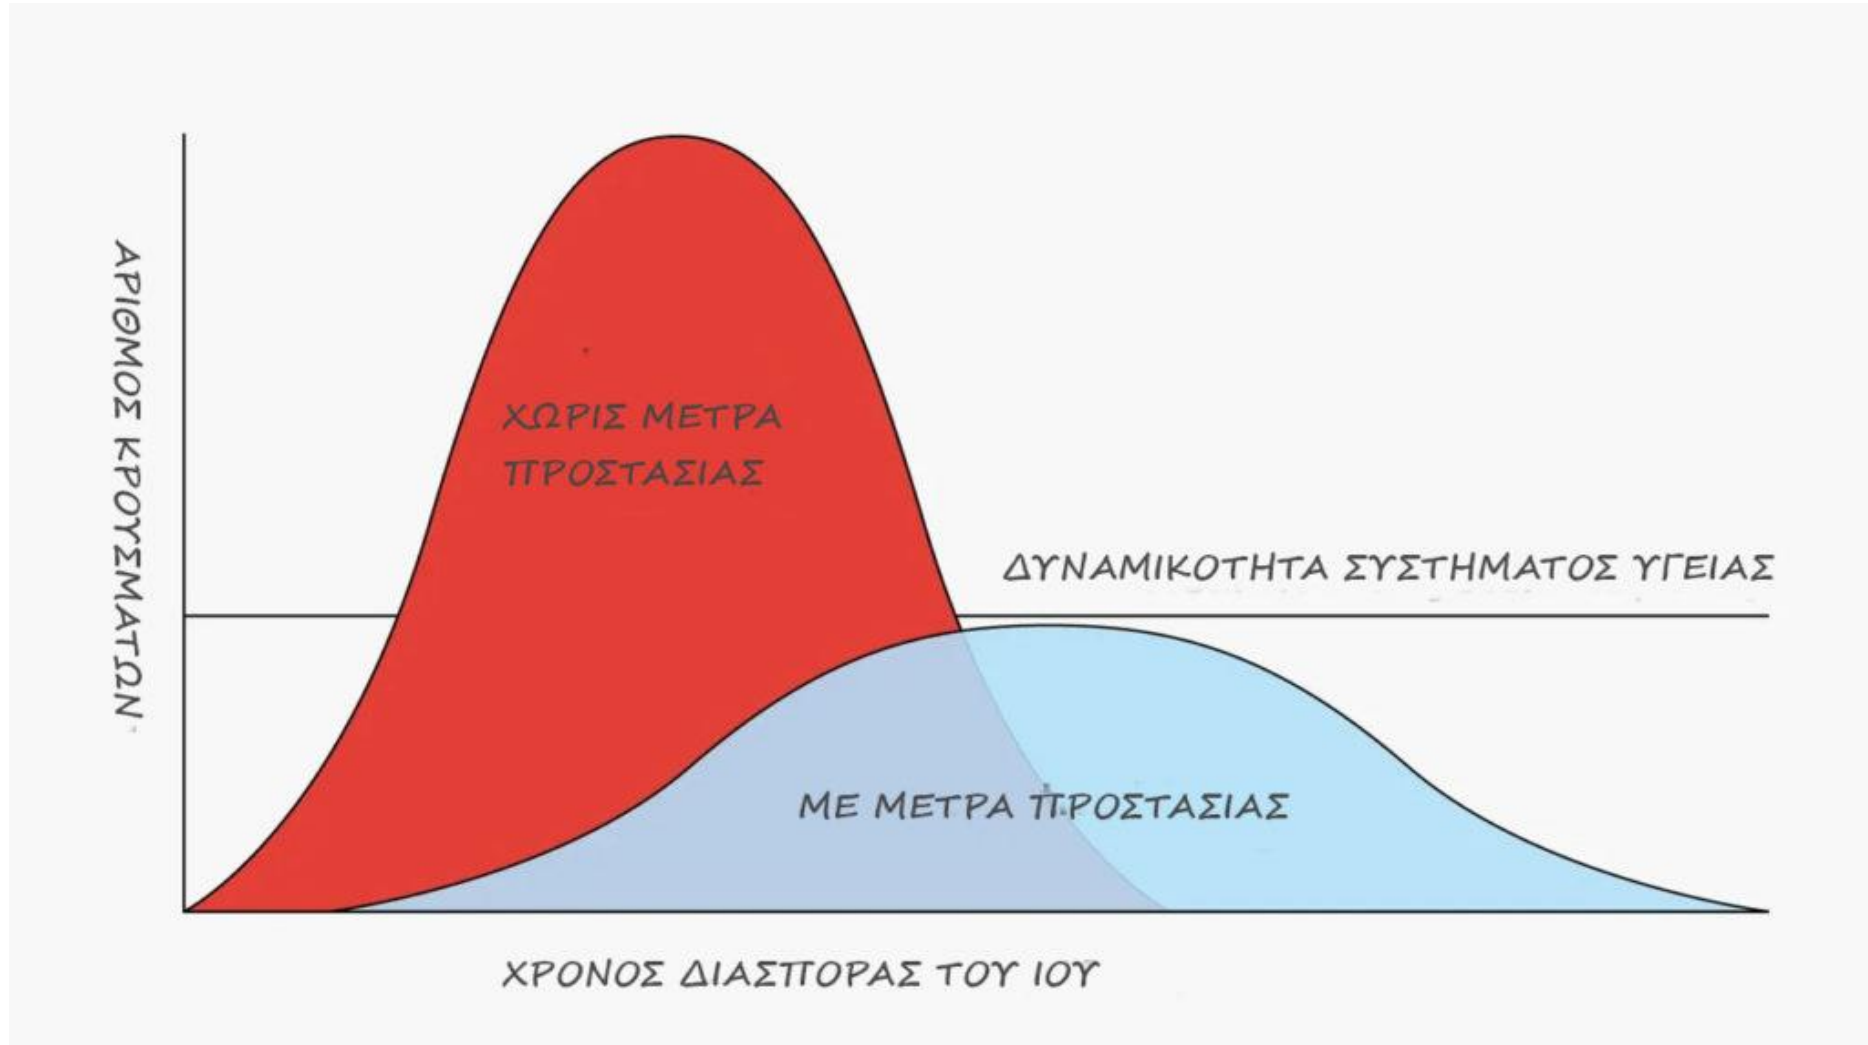 ΑΡΙΘΜΟΣ ΚΡΟΥΣΜΑΤΩΝ
ΧΩΡΙΣ ΜΕΤΡΑ
ΠΡΟΣΤΑΣΙΑΣ
ΔΥΝΑΜΙΚΟΤΗΤΑ ΣΥΣΤΗΜΑΤΟΣ ΥΓΕΙΑΣ
ΜΕ ΜΕΤΡΑ ΠΡΟΣΤΑΣΙΑΣ
ΧΡΟΝΟΣ ΔΙΑΣΠΟΡΑΣ ΤΟΥ ΙΟΥ